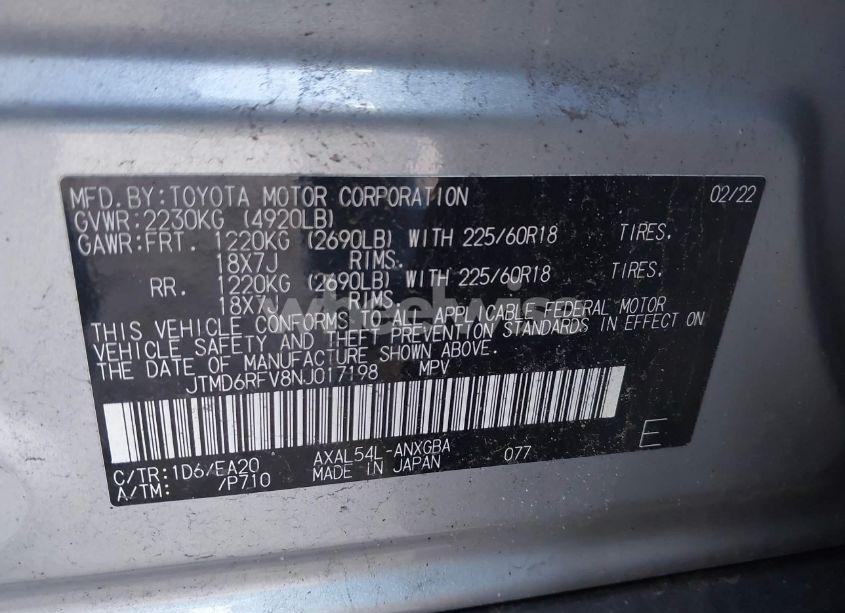 MFD.BY:TOYOTA MOTOR CORPORATION 02/22
GVWR:2230KG (4920LB)
GAWR:FRT. 1220KG (2690LB) WITH 225/60R18 TIRES.
18X7J RIMS.
RR. 1220KG (2690LB) WITH 225/60R18 TIRES.
18X7J RIMS
THIS VEHICLE CONFORMS TO ALL APPLICABLE FEDERAL MOTOR
VEHICLE SAFETY AND THEFT PREVENTION STANDARDS IN EFFECT ON
THE DATE OF MANUFACTURE SHOWN ABOVE.
JTMD6RFV8NJ017198 MPV
E
C/TR:1D6/EA20 AXAL54L-ANXGBA 077
A/TM: /P710 MADE IN JAPAN